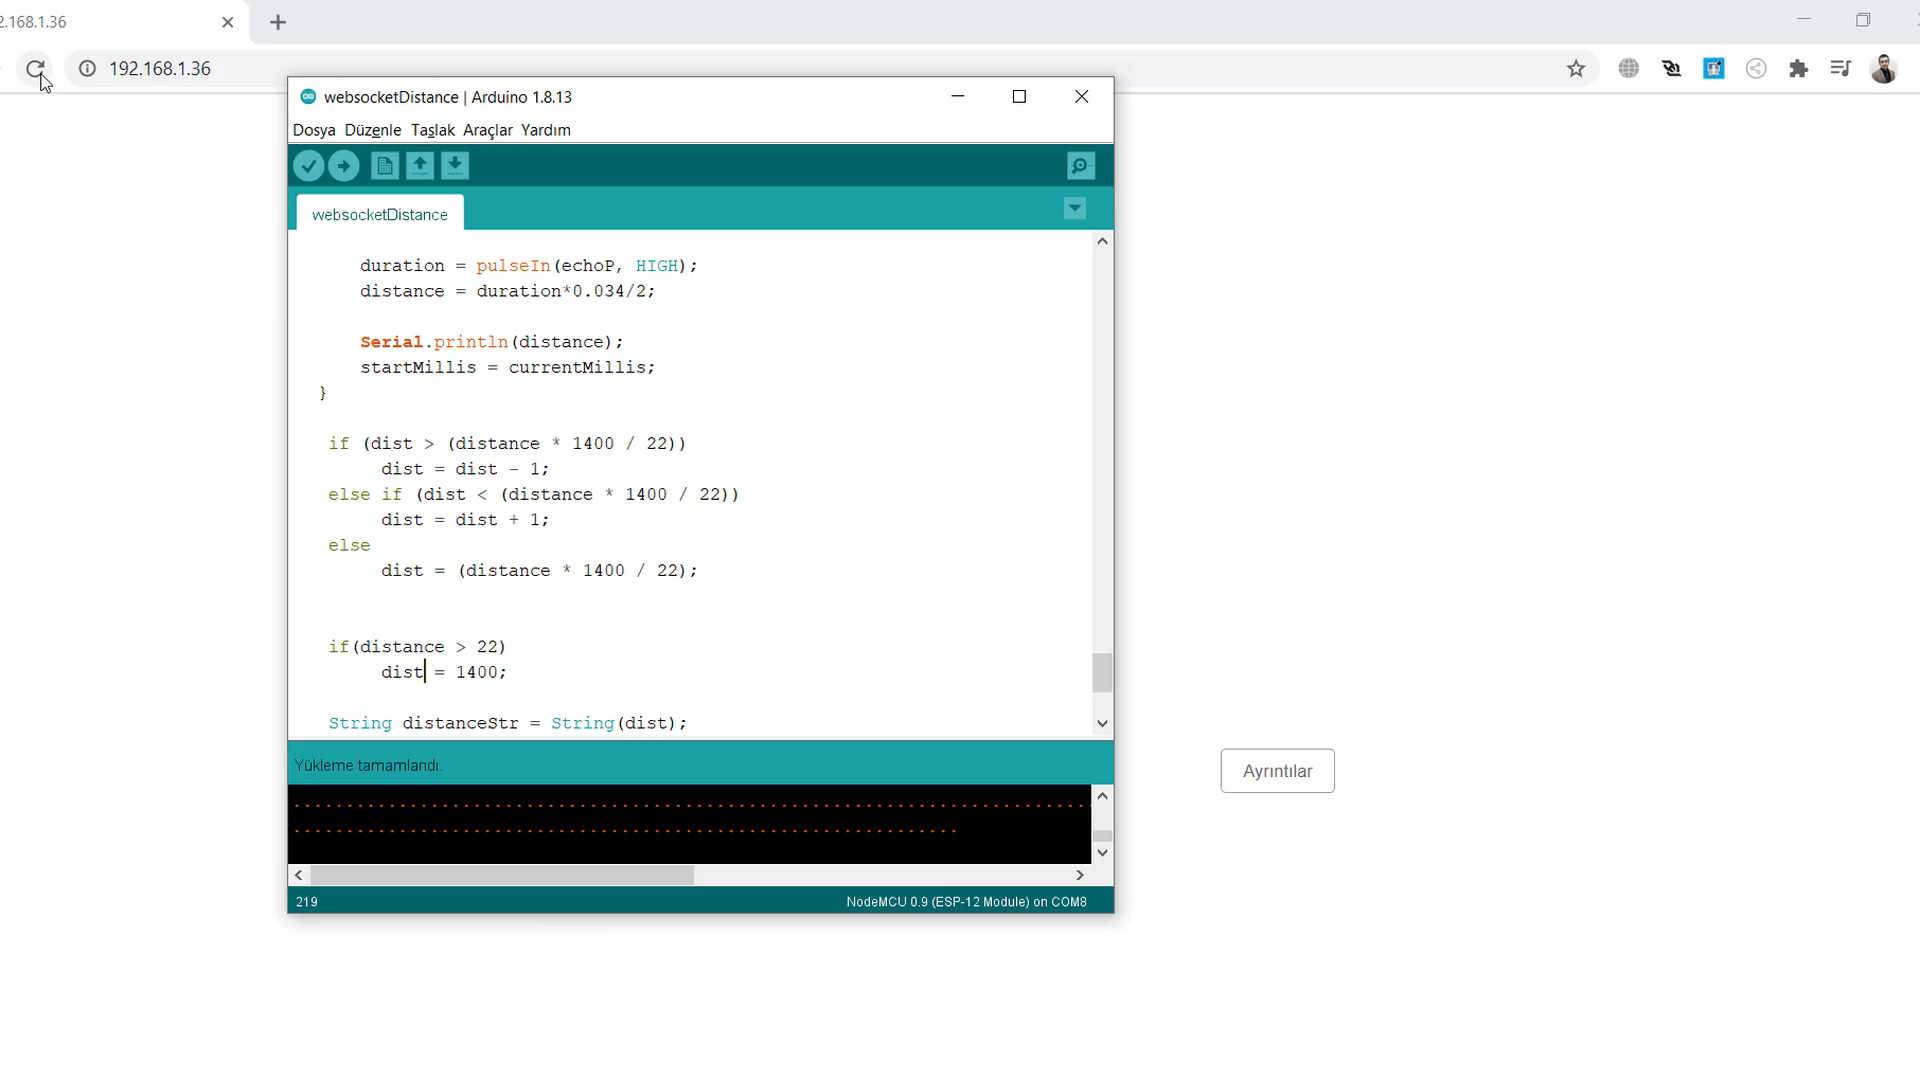 2.168.1.36
192.168.1.36
websocketDistance | Arduino 1.8.13
Dosya Düzenle Taslak Araçlar Yardım
websocketDistance
duration = pulseIn(echoP, HIGH);
distance = duration*0.034/2;
Serial.println(distance);
startMillis = currentMillis;
}
if (dist > (distance * 1400 / 22))
dist = dist - 1;
else if (dist < (distance * 1400 / 22))
dist = dist + 1;
else
dist = (distance * 1400 / 22);
if(distance > 22)
dist = 1400;
String distanceStr = String(dist);
Yükleme tamamlandı.
Ayrıntılar
219
NodeMCU 0.9 (ESP-12 Module) on COM8